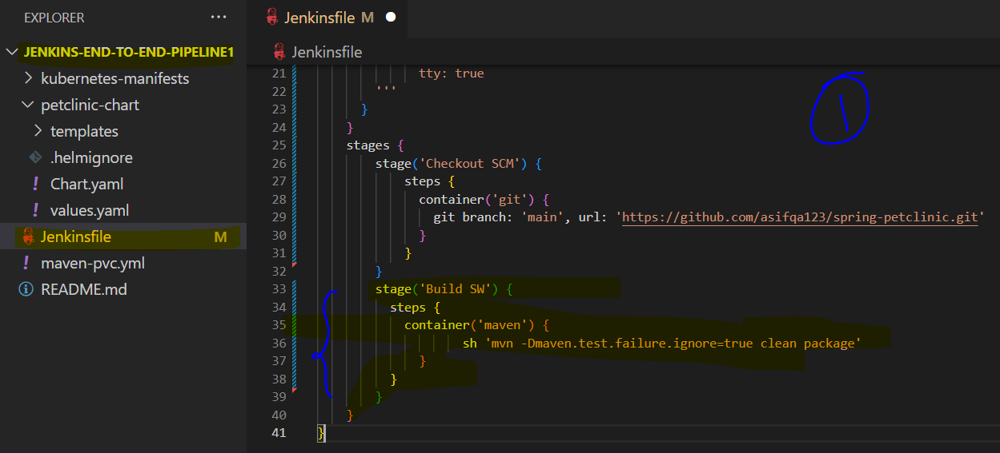 EXPLORER ...
JENKINS-END-TO-END-PIPELINE1
kubernetes-manifests
petclinic-chart
templates
.helmignore
! Chart.yaml
! values.yaml
Jenkinsfile M
! maven-pvc.yml
README.md
Jenkinsfile M
Jenkinsfile
21 tty: true
22 '''
23 }
24 }
25 stages {
26 stage('Checkout SCM') {
27 steps {
28 container('git') {
29 git branch: 'main', url: 'https://github.com/asifqa123/spring-petclinic.git'
30 }
31 }
32 }
33 stage('Build SW') {
34 steps {
35 container('maven') {
36 sh 'mvn -Dmaven.test.failure.ignore=true clean package'
37 }
38 }
39 }
40 }
41 }
1